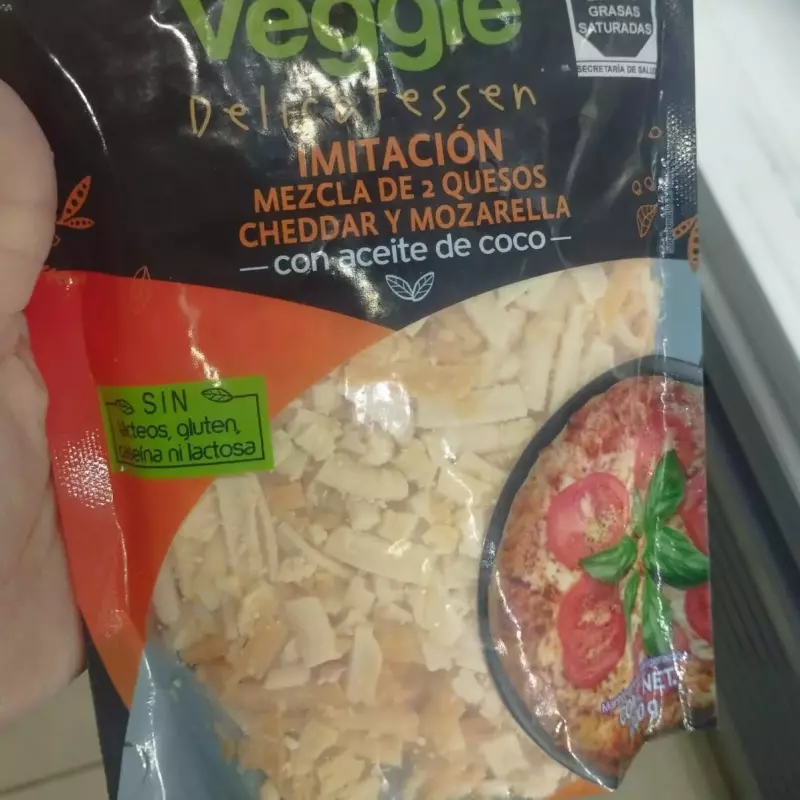 veggie
GRASAS
SATURADAS
SECRETARÍA DE SALUD
Delicatessen
IMITACIÓN
MEZCLA DE 2 QUESOS
CHEDDAR Y MOZARELLA
con aceite de coco
SIN
lácteos, gluten,
caseína ni lactosa
NET
g